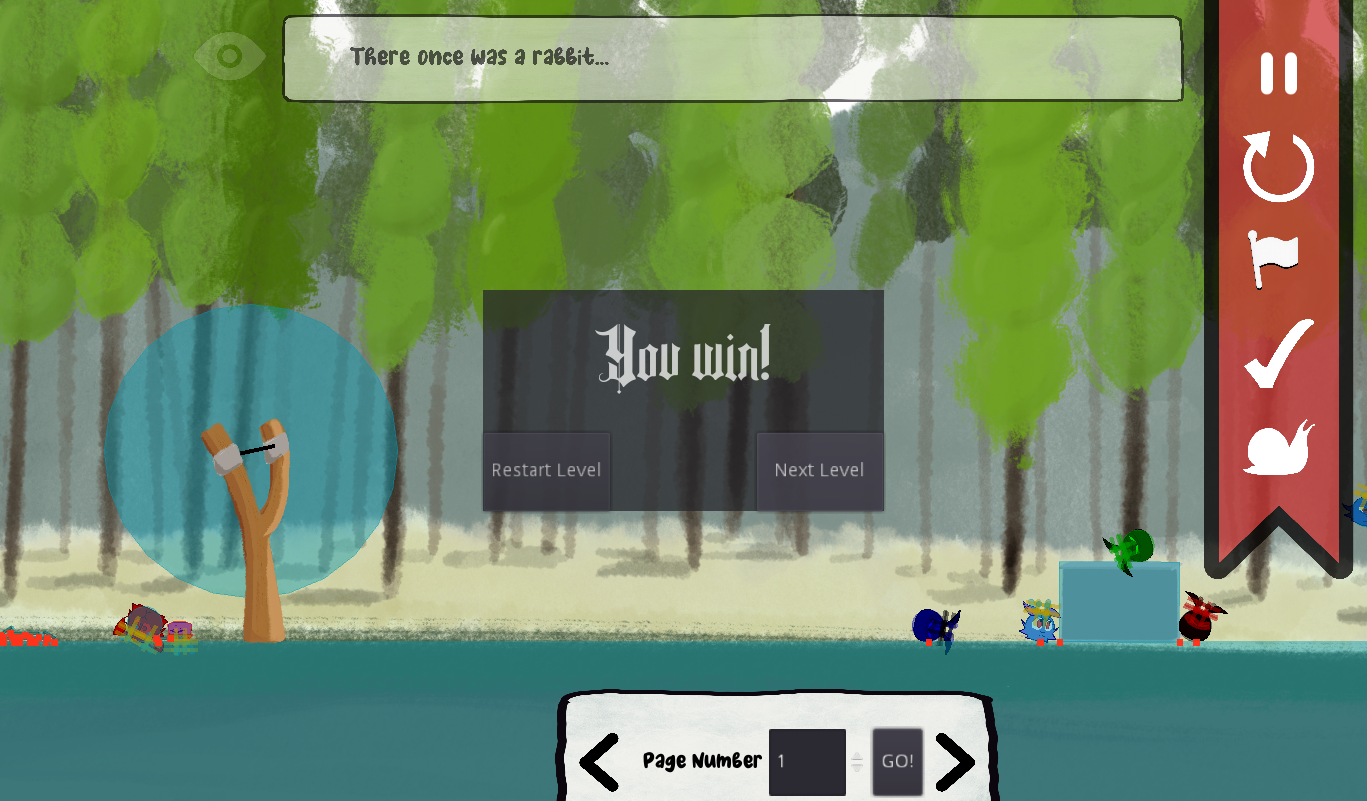 There once was a rabbit...
You win!
Restart Level
Next Level
Page Number
1
GO!